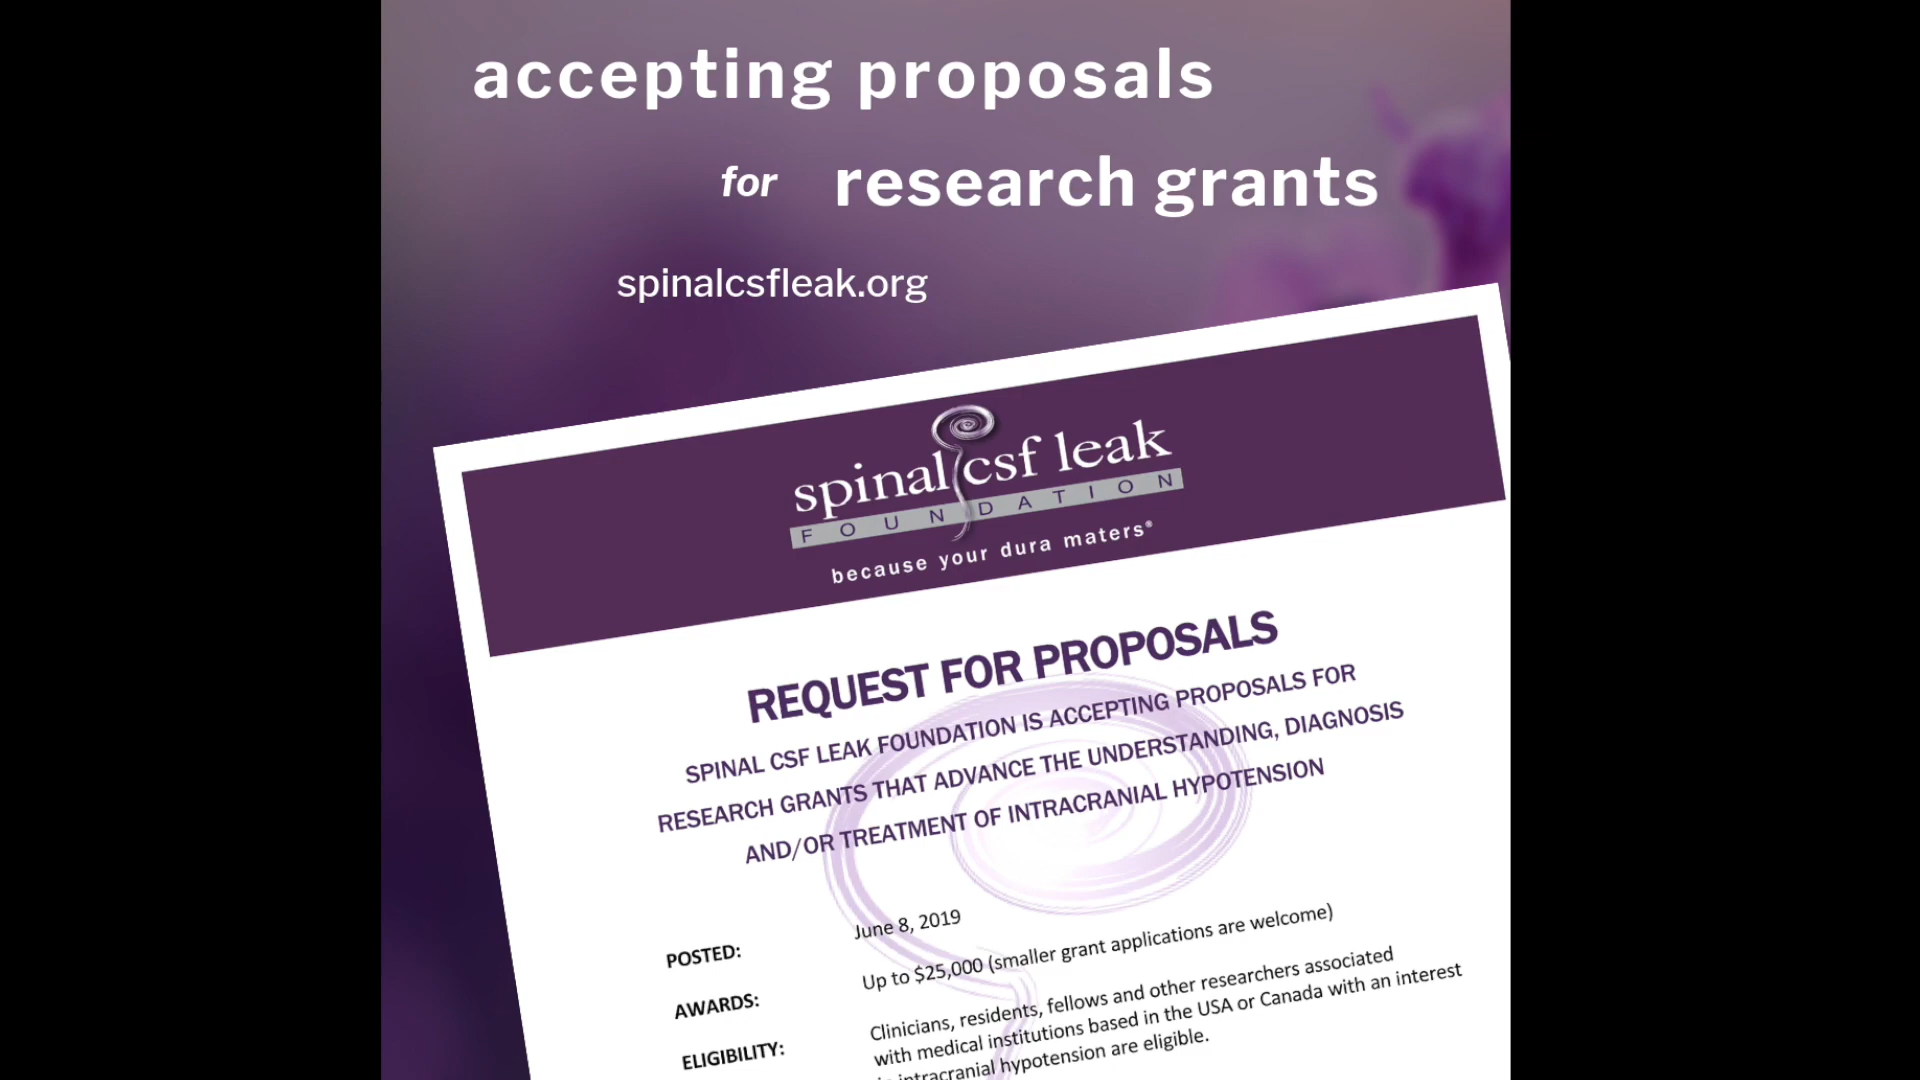 accepting proposals
for research grants
spinalcsfleak.org
spinal csf leak
FOUNDATION
because your dura maters®
REQUEST FOR PROPOSALS
SPINAL CSF LEAK FOUNDATION IS ACCEPTING PROPOSALS FOR
RESEARCH GRANTS THAT ADVANCE THE UNDERSTANDING, DIAGNOSIS
AND/OR TREATMENT OF INTRACRANIAL HYPOTENSION
POSTED: June 8, 2019
AWARDS: Up to $25,000 (smaller grant applications are welcome)
ELIGIBILITY: Clinicians, residents, fellows and other researchers associated
with medical institutions based in the USA or Canada with an interest
in intracranial hypotension are eligible.